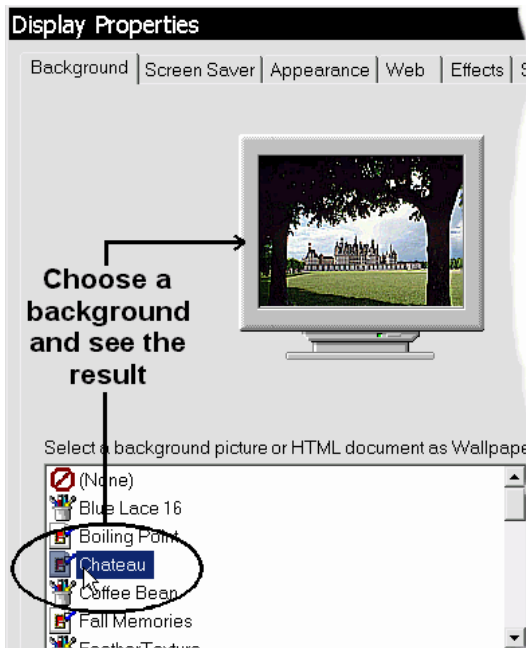 Display Properties
Background Screen Saver Appearance Web Effects
Choose a
background
and see the
result
Select a background picture or HTML document as
(None)
Blue Lace 16
Boiling Point
Chateau
Coffee Bean
Fall Memories
FeatherTexture